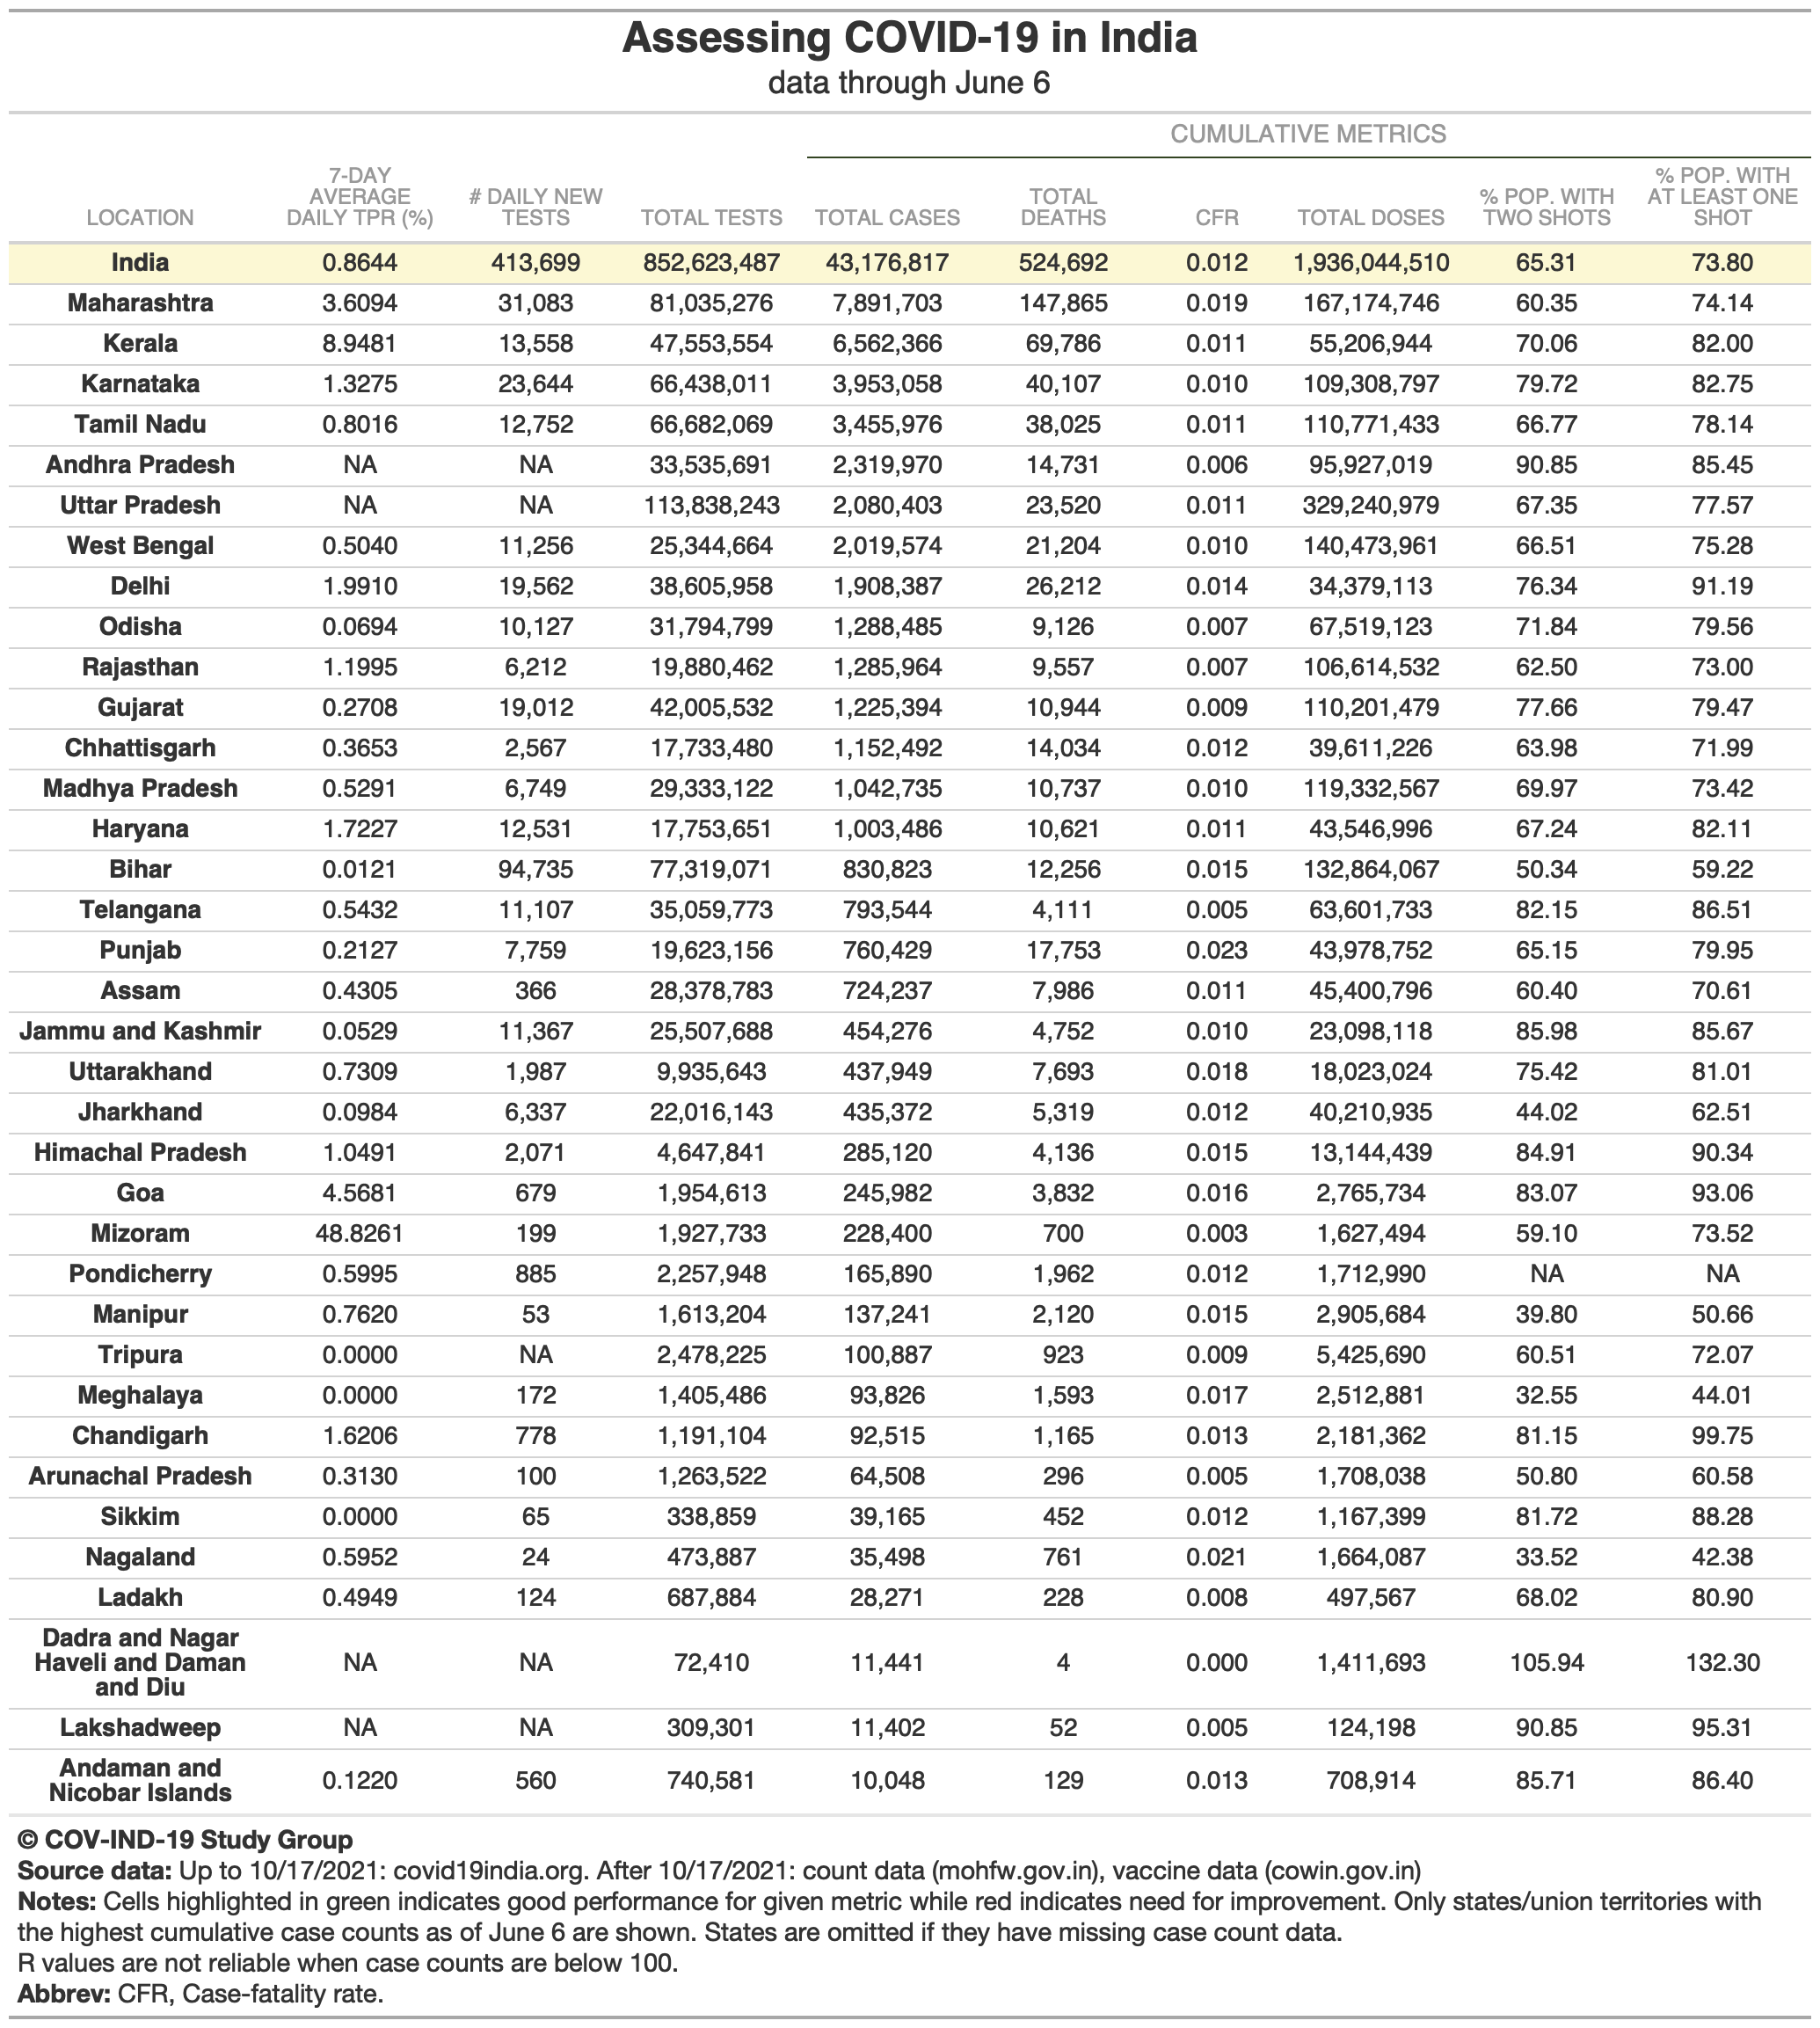 Assessing COVID-19 in India
data through June 6
CUMULATIVE METRICS
LOCATION 7-DAY AVERAGE DAILY TPR (%) # DAILY NEW TESTS TOTAL TESTS TOTAL CASES TOTAL DEATHS CFR TOTAL DOSES % POP. WITH TWO SHOTS % POP. WITH AT LEAST ONE SHOT
India 0.8644 413,699 852,623,487 43,176,817 524,692 0.012 1,936,044,510 65.31 73.80
Maharashtra 3.6094 31,083 81,035,276 7,891,703 147,865 0.019 167,174,746 60.35 74.14
Kerala 8.9481 13,558 47,553,554 6,562,366 69,786 0.011 55,206,944 70.06 82.00
Karnataka 1.3275 23,644 66,438,011 3,953,058 40,107 0.010 109,308,797 79.72 82.75
Tamil Nadu 0.8016 12,752 66,682,069 3,455,976 38,025 0.011 110,771,433 66.77 78.14
Andhra Pradesh NA NA 33,535,691 2,319,970 14,731 0.006 95,927,019 90.85 85.45
Uttar Pradesh NA NA 113,838,243 2,080,403 23,520 0.011 329,240,979 67.35 77.57
West Bengal 0.5040 11,256 25,344,664 2,019,574 21,204 0.010 140,473,961 66.51 75.28
Delhi 1.9910 19,562 38,605,958 1,908,387 26,212 0.014 34,379,113 76.34 91.19
Odisha 0.0694 10,127 31,794,799 1,288,485 9,126 0.007 67,519,123 71.84 79.56
Rajasthan 1.1995 6,212 19,880,462 1,285,964 9,557 0.007 106,614,532 62.50 73.00
Gujarat 0.2708 19,012 42,005,532 1,225,394 10,944 0.009 110,201,479 77.66 79.47
Chhattisgarh 0.3653 2,567 17,733,480 1,152,492 14,034 0.012 39,611,226 63.98 71.99
Madhya Pradesh 0.5291 6,749 29,333,122 1,042,735 10,737 0.010 119,332,567 69.97 73.42
Haryana 1.7227 12,531 17,753,651 1,003,486 10,621 0.011 43,546,996 67.24 82.11
Bihar 0.0121 94,735 77,319,071 830,823 12,256 0.015 132,864,067 50.34 59.22
Telangana 0.5432 11,107 35,059,773 793,544 4,111 0.005 63,601,733 82.15 86.51
Punjab 0.2127 7,759 19,623,156 760,429 17,753 0.023 43,978,752 65.15 79.95
Assam 0.4305 366 28,378,783 724,237 7,986 0.011 45,400,796 60.40 70.61
Jammu and Kashmir 0.0529 11,367 25,507,688 454,276 4,752 0.010 23,098,118 85.98 85.67
Uttarakhand 0.7309 1,987 9,935,643 437,949 7,693 0.018 18,023,024 75.42 81.01
Jharkhand 0.0984 6,337 22,016,143 435,372 5,319 0.012 40,210,935 44.02 62.51
Himachal Pradesh 1.0491 2,071 4,647,841 285,120 4,136 0.015 13,144,439 84.91 90.34
Goa 4.5681 679 1,954,613 245,982 3,832 0.016 2,765,734 83.07 93.06
Mizoram 48.8261 199 1,927,733 228,400 700 0.003 1,627,494 59.10 73.52
Pondicherry 0.5995 885 2,257,948 165,890 1,962 0.012 1,712,990 NA NA
Manipur 0.7620 53 1,613,204 137,241 2,120 0.015 2,905,684 39.80 50.66
Tripura 0.0000 NA 2,478,225 100,887 923 0.009 5,425,690 60.51 72.07
Meghalaya 0.0000 172 1,405,486 93,826 1,593 0.017 2,512,881 32.55 44.01
Chandigarh 1.6206 778 1,191,104 92,515 1,165 0.013 2,181,362 81.15 99.75
Arunachal Pradesh 0.3130 100 1,263,522 64,508 296 0.005 1,708,038 50.80 60.58
Sikkim 0.0000 65 338,859 39,165 452 0.012 1,167,399 81.72 88.28
Nagaland 0.5952 24 473,887 35,498 761 0.021 1,664,087 33.52 42.38
Ladakh 0.4949 124 687,884 28,271 228 0.008 497,567 68.02 80.90
Dadra and Nagar Haveli and Daman and Diu NA NA 72,410 11,441 4 0.000 1,411,693 105.94 132.30
Lakshadweep NA NA 309,301 11,402 52 0.005 124,198 90.85 95.31
Andaman and Nicobar Islands 0.1220 560 740,581 10,048 129 0.013 708,914 85.71 86.40
© COV-IND-19 Study Group
Source data: Up to 10/17/2021: covid19india.org. After 10/17/2021: count data (mohfw.gov.in), vaccine data (cowin.gov.in)
Notes: Cells highlighted in green indicates good performance for given metric while red indicates need for improvement. Only states/union territories with
the highest cumulative case counts as of June 6 are shown. States are omitted if they have missing case count data.
R values are not reliable when case counts are below 100.
Abbrev: CFR, Case-fatality rate.